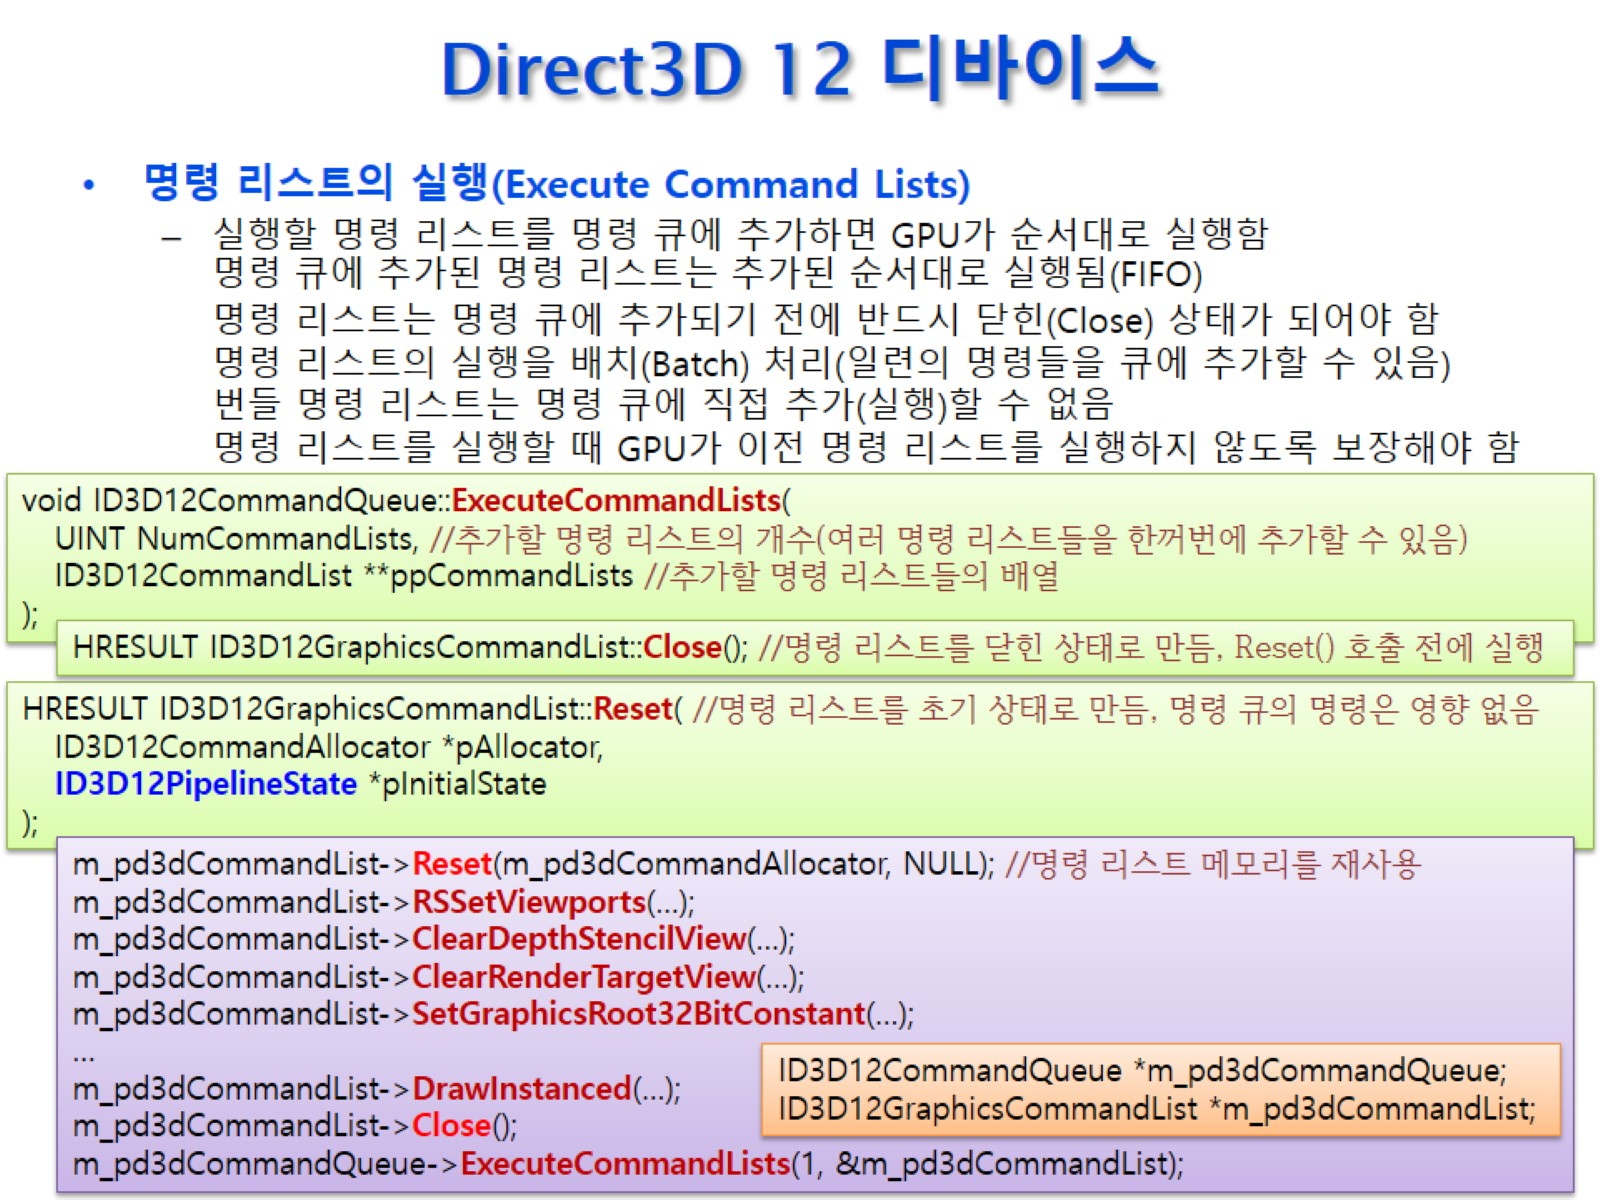 Direct3D 12 디바이스
• 명령 리스트의 실행(Execute Command Lists)
– 실행할 명령 리스트를 명령 큐에 추가하면 GPU가 순서대로 실행함
명령 큐에 추가된 명령 리스트는 추가된 순서대로 실행됨(FIFO)
명령 리스트는 명령 큐에 추가되기 전에 반드시 닫힌(Close) 상태가 되어야 함
명령 리스트의 실행을 배치(Batch) 처리(일련의 명령들을 큐에 추가할 수 있음)
번들 명령 리스트는 명령 큐에 직접 추가(실행)할 수 없음
명령 리스트를 실행할 때 GPU가 이전 명령 리스트를 실행하지 않도록 보장해야 함
void ID3D12CommandQueue::ExecuteCommandLists(
UINT NumCommandLists, //추가할 명령 리스트의 개수(여러 명령 리스트들을 한꺼번에 추가할 수 있음)
ID3D12CommandList **ppCommandLists //추가할 명령 리스트들의 배열
);
HRESULT ID3D12GraphicsCommandList::Close(); //명령 리스트를 닫힌 상태로 만듬, Reset() 호출 전에 실행
HRESULT ID3D12GraphicsCommandList::Reset( //명령 리스트를 초기 상태로 만듬, 명령 큐의 명령은 영향 없음
ID3D12CommandAllocator *pAllocator,
ID3D12PipelineState *pInitialState
);
m_pd3dCommandList->Reset(m_pd3dCommandAllocator, NULL); //명령 리스트 메모리를 재사용
m_pd3dCommandList->RSSetViewports(…);
m_pd3dCommandList->ClearDepthStencilView(…);
m_pd3dCommandList->ClearRenderTargetView(…);
m_pd3dCommandList->SetGraphicsRoot32BitConstant(…);
…
m_pd3dCommandList->DrawInstanced(…);
m_pd3dCommandList->Close();
m_pd3dCommandQueue->ExecuteCommandLists(1, &m_pd3dCommandList);
ID3D12CommandQueue *m_pd3dCommandQueue;
ID3D12GraphicsCommandList *m_pd3dCommandList;